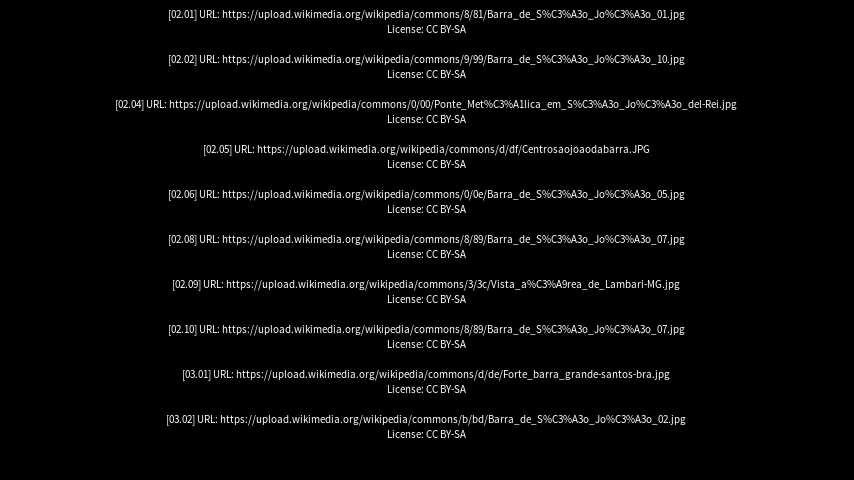 [02.01] URL: https://upload.wikimedia.org/wikipedia/commons/8/81/Barra_de_S%C3%A3o_Jo%C3%A3o_01.jpg
License: CC BY-SA
[02.02] URL: https://upload.wikimedia.org/wikipedia/commons/9/99/Barra_de_S%C3%A3o_Jo%C3%A3o_10.jpg
License: CC BY-SA
[02.04] URL: https://upload.wikimedia.org/wikipedia/commons/0/00/Ponte_Met%C3%A1lica_em_S%C3%A3o_Jo%C3%A3o_del-Rei.jpg
License: CC BY-SA
[02.05] URL: https://upload.wikimedia.org/wikipedia/commons/d/df/Centrosaojoaodabarra.JPG
License: CC BY-SA
[02.06] URL: https://upload.wikimedia.org/wikipedia/commons/0/0e/Barra_de_S%C3%A3o_Jo%C3%A3o_05.jpg
License: CC BY-SA
[02.08] URL: https://upload.wikimedia.org/wikipedia/commons/8/89/Barra_de_S%C3%A3o_Jo%C3%A3o_07.jpg
License: CC BY-SA
[02.09] URL: https://upload.wikimedia.org/wikipedia/commons/3/3c/Vista_a%C3%A9rea_de_Lambari-MG.jpg
License: CC BY-SA
[02.10] URL: https://upload.wikimedia.org/wikipedia/commons/8/89/Barra_de_S%C3%A3o_Jo%C3%A3o_07.jpg
License: CC BY-SA
[03.01] URL: https://upload.wikimedia.org/wikipedia/commons/d/de/Forte_barra_grande-santos-bra.jpg
License: CC BY-SA
[03.02] URL: https://upload.wikimedia.org/wikipedia/commons/b/bd/Barra_de_S%C3%A3o_Jo%C3%A3o_02.jpg
License: CC BY-SA